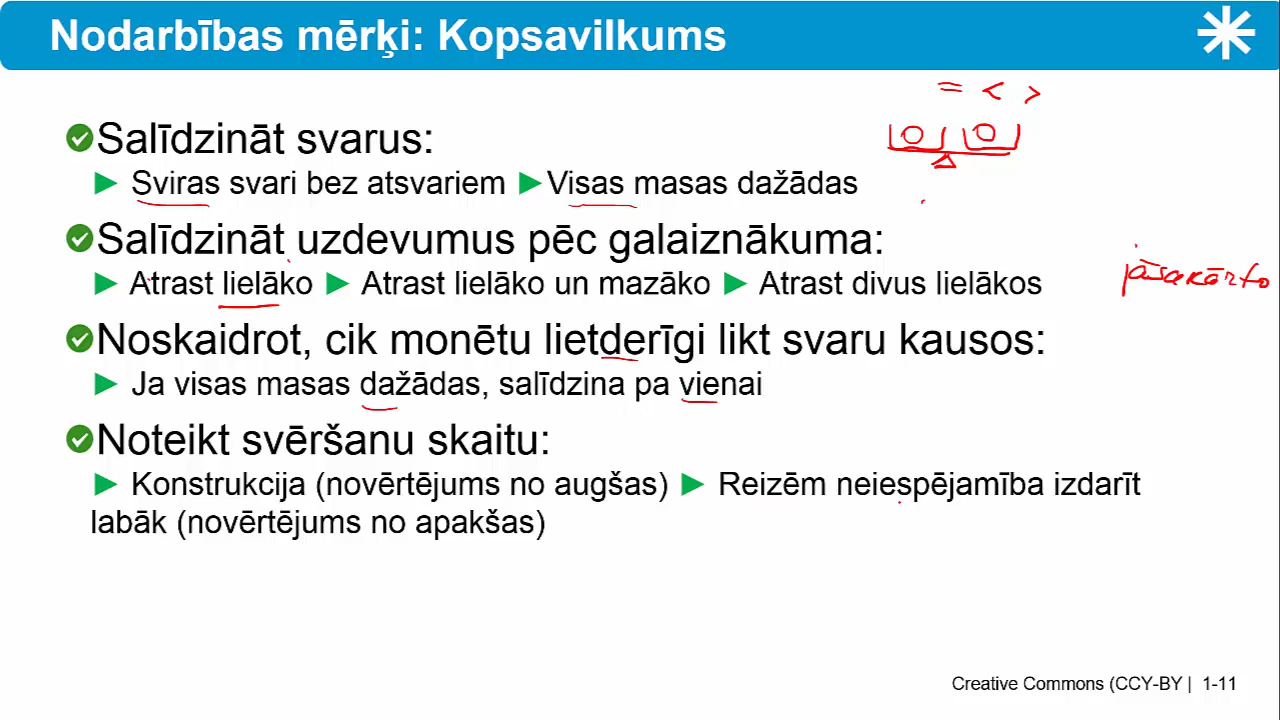 Nodarbības mērķi: Kopsavilkums
= < >
Salīdzināt svarus:
► Sviras svari bez atsvariem ►Visas masas dažādas
Salīdzināt uzdevumus pēc galaiznākuma:
► Atrast lielāko ► Atrast lielāko un mazāko ► Atrast divus lielākos
jāsakārto
Noskaidrot, cik monētu lietderīgi likt svaru kausos:
► Ja visas masas dažādas, salīdzina pa vienai
Noteikt svēršanu skaitu:
► Konstrukcija (novērtējums no augšas) ► Reizēm neiespējamība izdarīt
labāk (novērtējums no apakšas)
Creative Commons (CCY-BY | 1-11